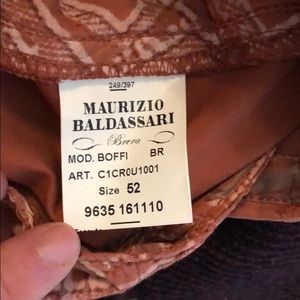 249/397
MAURIZIO
BALDASSARI
Brera
MOD. BOFFI BR
ART. C1CR0U1001
Size 52
9635 161110